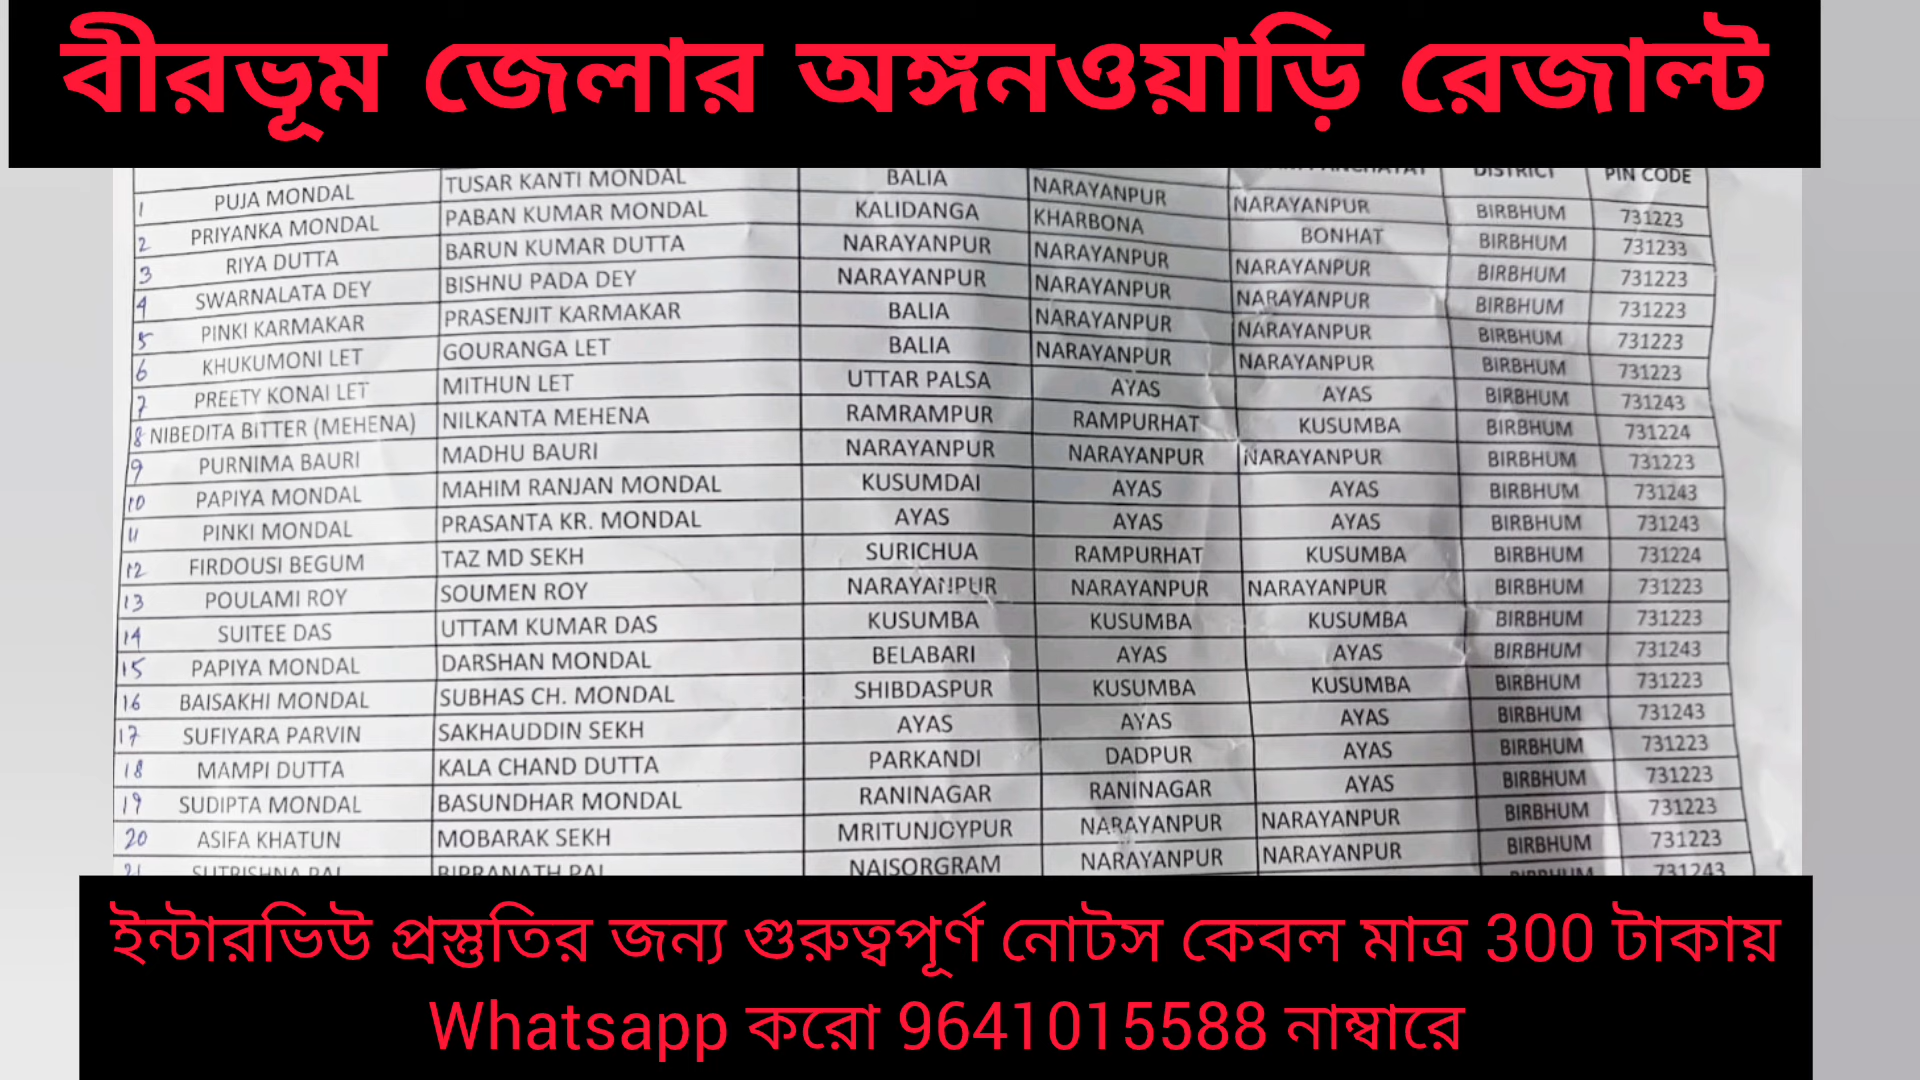 বীরভূম জেলার অঙ্গনওয়াড়ি রেজাল্ট
DISTRICT PIN CODE
1 PUJA MONDAL TUSAR KANTI MONDAL BALIA NARAYANPUR NARAYANPUR BIRBHUM 731223
2 PRIYANKA MONDAL PABAN KUMAR MONDAL KALIDANGA KHARBONA BONHAT BIRBHUM 731233
3 RIYA DUTTA BARUN KUMAR DUTTA NARAYANPUR NARAYANPUR NARAYANPUR BIRBHUM 731223
4 SWARNALATA DEY BISHNU PADA DEY NARAYANPUR NARAYANPUR NARAYANPUR BIRBHUM 731223
5 PINKI KARMAKAR PRASENJIT KARMAKAR BALIA NARAYANPUR NARAYANPUR BIRBHUM 731223
6 KHUKUMONI LET GOURANGA LET BALIA NARAYANPUR NARAYANPUR BIRBHUM 731223
7 PREETY KONAI LET MITHUN LET UTTAR PALSA AYAS AYAS BIRBHUM 731243
8 NIBEDITA BITTER (MEHENA) NILKANTA MEHENA RAMRAMPUR RAMPURHAT KUSUMBA BIRBHUM 731224
9 PURNIMA BAURI MADHU BAURI NARAYANPUR NARAYANPUR NARAYANPUR BIRBHUM 731223
10 PAPIYA MONDAL MAHIM RANJAN MONDAL KUSUMDAI AYAS AYAS BIRBHUM 731243
11 PINKI MONDAL PRASANTA KR. MONDAL AYAS AYAS AYAS BIRBHUM 731243
12 FIRDOUSI BEGUM TAZ MD SEKH SURICHUA RAMPURHAT KUSUMBA BIRBHUM 731224
13 POULAMI ROY SOUMEN ROY NARAYANPUR NARAYANPUR NARAYANPUR BIRBHUM 731223
14 SUITEE DAS UTTAM KUMAR DAS KUSUMBA KUSUMBA KUSUMBA BIRBHUM 731223
15 PAPIYA MONDAL DARSHAN MONDAL BELABARI AYAS AYAS BIRBHUM 731243
16 BAISAKHI MONDAL SUBHAS CH. MONDAL SHIBDASPUR KUSUMBA KUSUMBA BIRBHUM 731223
17 SUFIYARA PARVIN SAKHAUDDIN SEKH AYAS AYAS AYAS BIRBHUM 731243
18 MAMPI DUTTA KALA CHAND DUTTA PARKANDI DADPUR AYAS BIRBHUM 731223
19 SUDIPTA MONDAL BASUNDHAR MONDAL RANINAGAR RANINAGAR AYAS BIRBHUM 731223
20 ASIFA KHATUN MOBARAK SEKH MRITUNJOYPUR NARAYANPUR NARAYANPUR BIRBHUM 731223
21 SUTRISHNA PAL BIPRANATH PAL NAISORGRAM NARAYANPUR NARAYANPUR BIRBHUM 731223
BIRBHUM 731243
ইন্টারভিউ প্রস্তুতির জন্য গুরুত্বপূর্ণ নোটস কেবল মাত্র 300 টাকায়
Whatsapp করো 9641015588 নাম্বারে